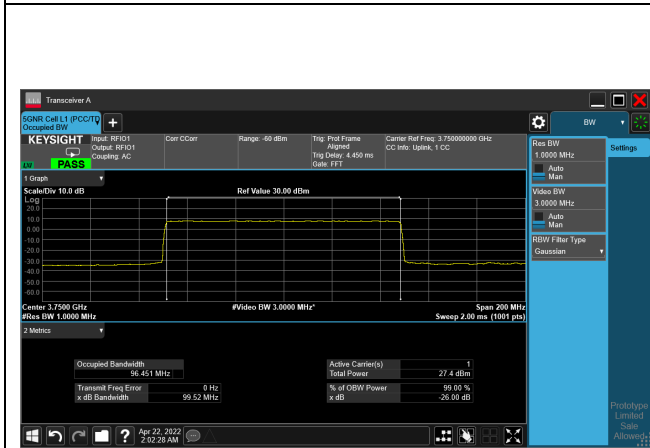 Transceiver A
5GNR Cell L1 (PCC/TD
Occupied BW
BW
KEYSIGHT
Input: RFIO1
Output: RFIO1
Coupling: AC
Corr CCorr
Range: -60 dBm
Trig: Prot Frame
Aligned
Trig Delay: 4.450 ms
Gate: FFT
Carrier Ref Freq: 3.750000000 GHz
CC Info: Uplink, 1 CC
LXI
PASS
Res BW
1.0000 MHz
Auto
Man
Video BW
3.0000 MHz
Auto
Man
RBW Filter Type
Gaussian
Settings
1 Graph
Scale/Div 10.0 dB
Ref Value 30.00 dBm
Log
20.0
10.0
0.00
-10.0
-20.0
-30.0
-40.0
-50.0
-60.0
Center 3.7500 GHz
#Video BW 3.0000 MHz*
Span 200 MHz
#Res BW 1.0000 MHz
Sweep 2.00 ms (1001 pts)
2 Metrics
Occupied Bandwidth
96.451 MHz
Active Carrier(s) 1
Total Power 27.4 dBm
Transmit Freq Error 0 Hz
x dB Bandwidth 99.52 MHz
% of OBW Power 99.00 %
x dB -26.00 dB
Prototype
Limited
Sale
Allowed
?
Apr 22, 2022
2:02:28 AM